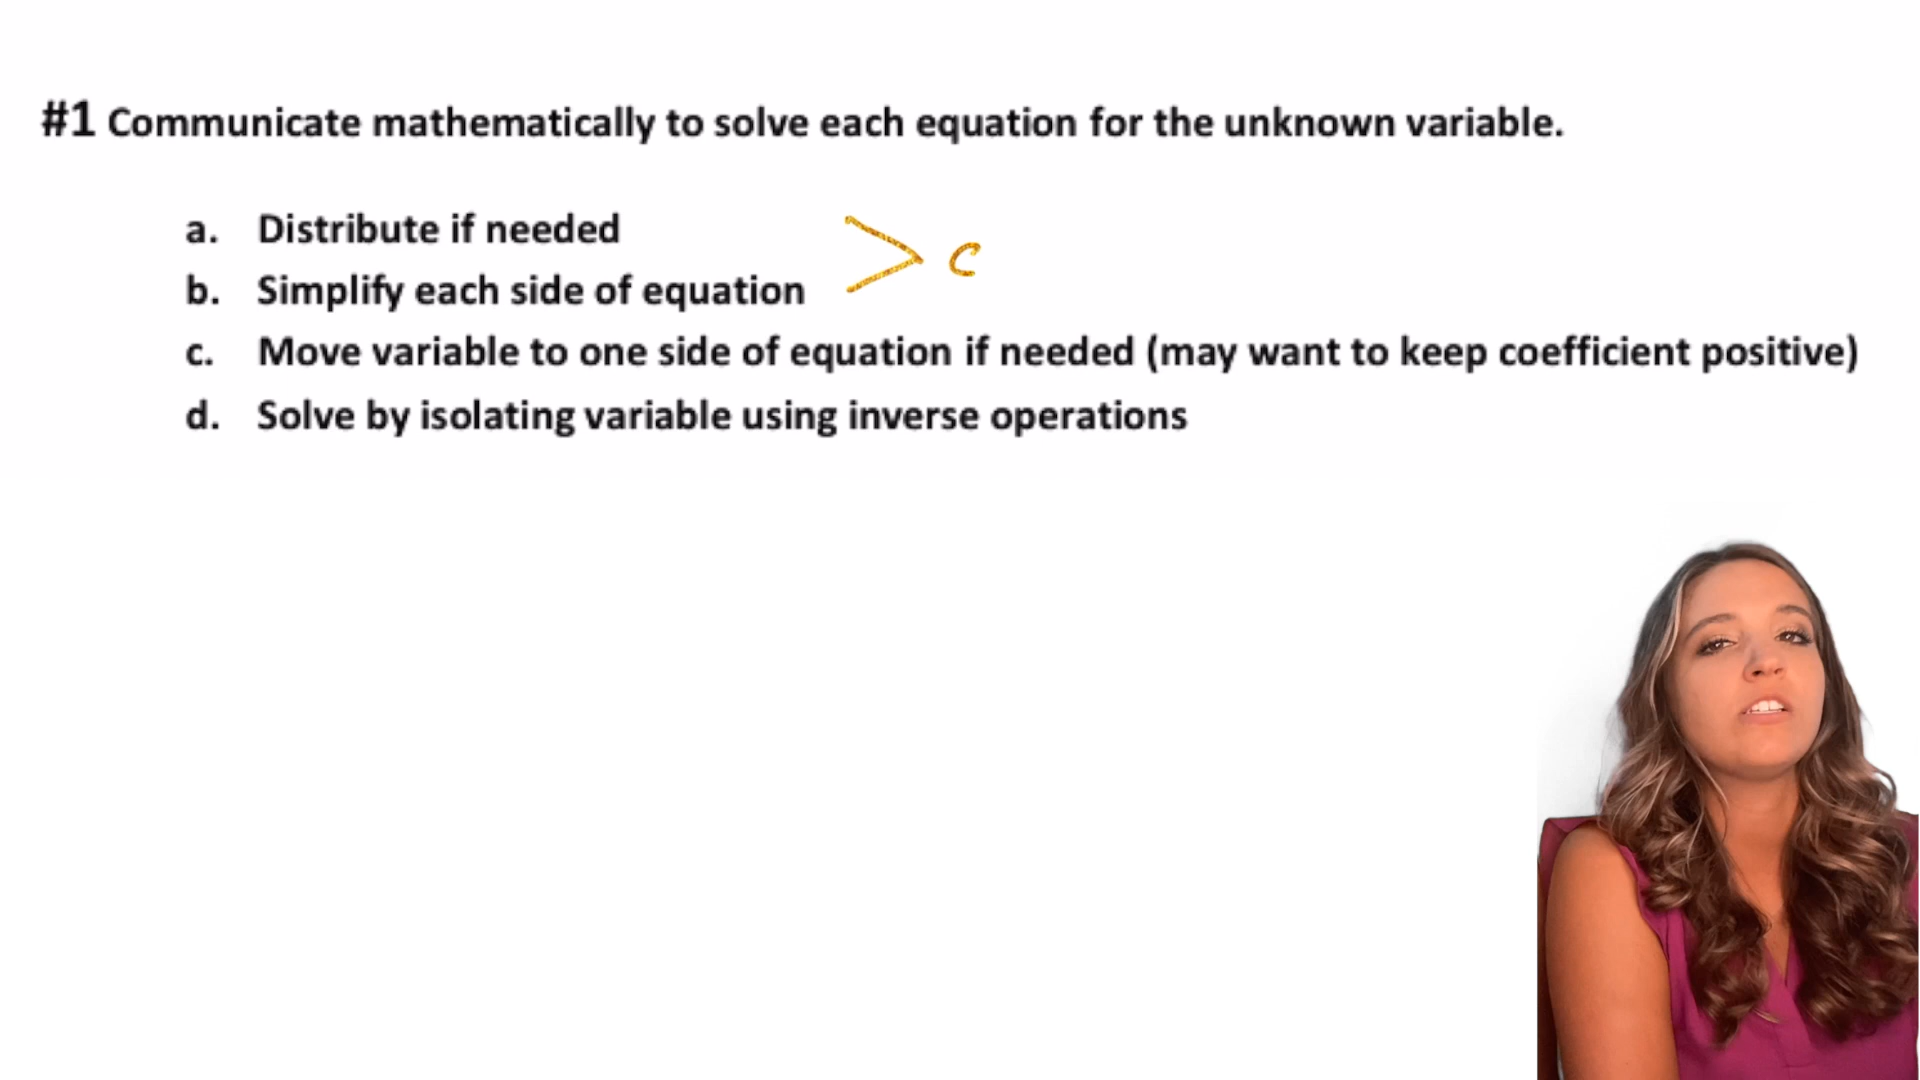 #1 Communicate mathematically to solve each equation for the unknown variable.
a. Distribute if needed
b. Simplify each side of equation
> c
c. Move variable to one side of equation if needed (may want to keep coefficient positive)
d. Solve by isolating variable using inverse operations